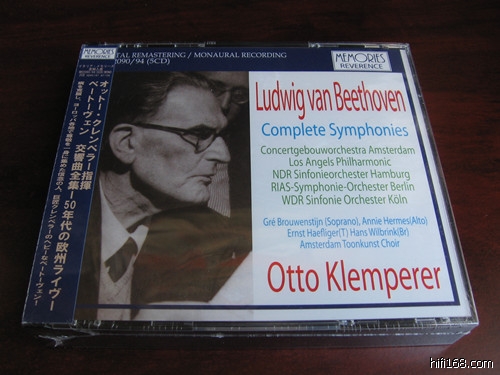 TAL REMASTERING / MONAURAL RECORDING
090/94 (5CD)
MEMORIES
REVERENCE
Ludwig van Beethoven
Complete Symphonies
Concertgebouworchestra Amsterdam
Los Angels Philharmonic
NDR Sinfonieorchester Hamburg
RIAS-Symphonie-Orchester Berlin
WDR Sinfonie Orchester Köln
Gré Brouwenstijn (Soprano), Annie Hermes(Alto)
Ernst Haefliger(T) Hans Wilbrink(Br)
Amsterdam Toonkunst Choir
Otto Klemperer
オットー・クレンペラー指揮
ベートーヴェン 交響曲全集－50年代の欧州ライヴ－
hifi168.com